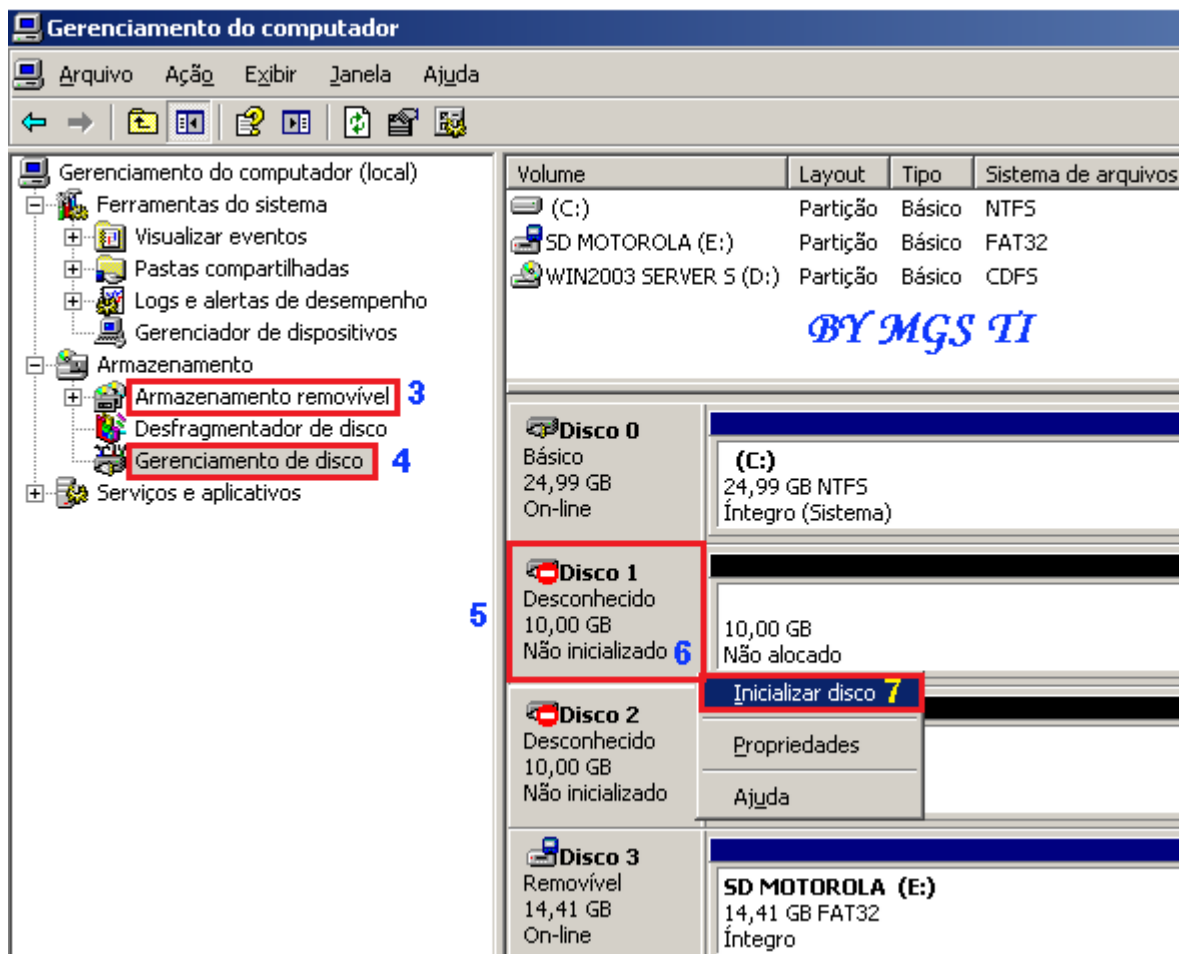 Gerenciamento do computador
Arquivo Ação Exibir Janela Ajuda
Gerenciamento do computador (local)
Ferramentas do sistema
Visualizar eventos
Pastas compartilhadas
Logs e alertas de desempenho
Gerenciador de dispositivos
Armazenamento
Armazenamento removível 3
Desfragmentador de disco
Gerenciamento de disco 4
Serviços e aplicativos
Volume Layout Tipo Sistema de arquivos
(C:) Partição Básico NTFS
SD MOTOROLA (E:) Partição Básico FAT32
WIN2003 SERVER S (D:) Partição Básico CDFS
BY MGS TI
Disco 0
Básico
24,99 GB
On-line
(C:)
24,99 GB NTFS
Íntegro (Sistema)
5
Disco 1
Desconhecido
10,00 GB
Não inicializado 6
10,00 GB
Não alocado
Inicializar disco 7
Propriedades
Ajuda
Disco 2
Desconhecido
10,00 GB
Não inicializado
Disco 3
Removível
14,41 GB
On-line
SD MOTOROLA (E:)
14,41 GB FAT32
Íntegro